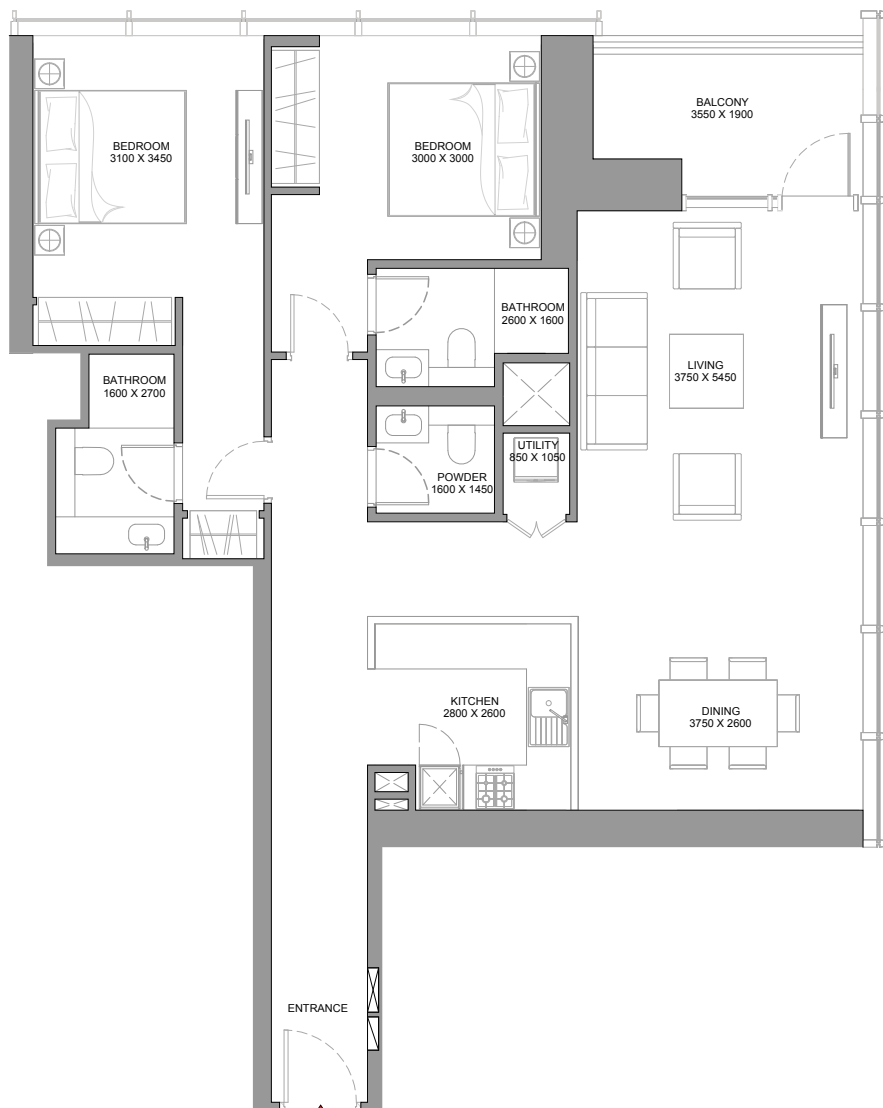 BALCONY
3550 X 1900
BEDROOM
3100 X 3450
BEDROOM
3000 X 3000
BATHROOM
2600 X 1600
LIVING
3750 X 5450
BATHROOM
1600 X 2700
UTILITY
850 X 1050
POWDER
1600 X 1450
KITCHEN
2800 X 2600
DINING
3750 X 2600
ENTRANCE